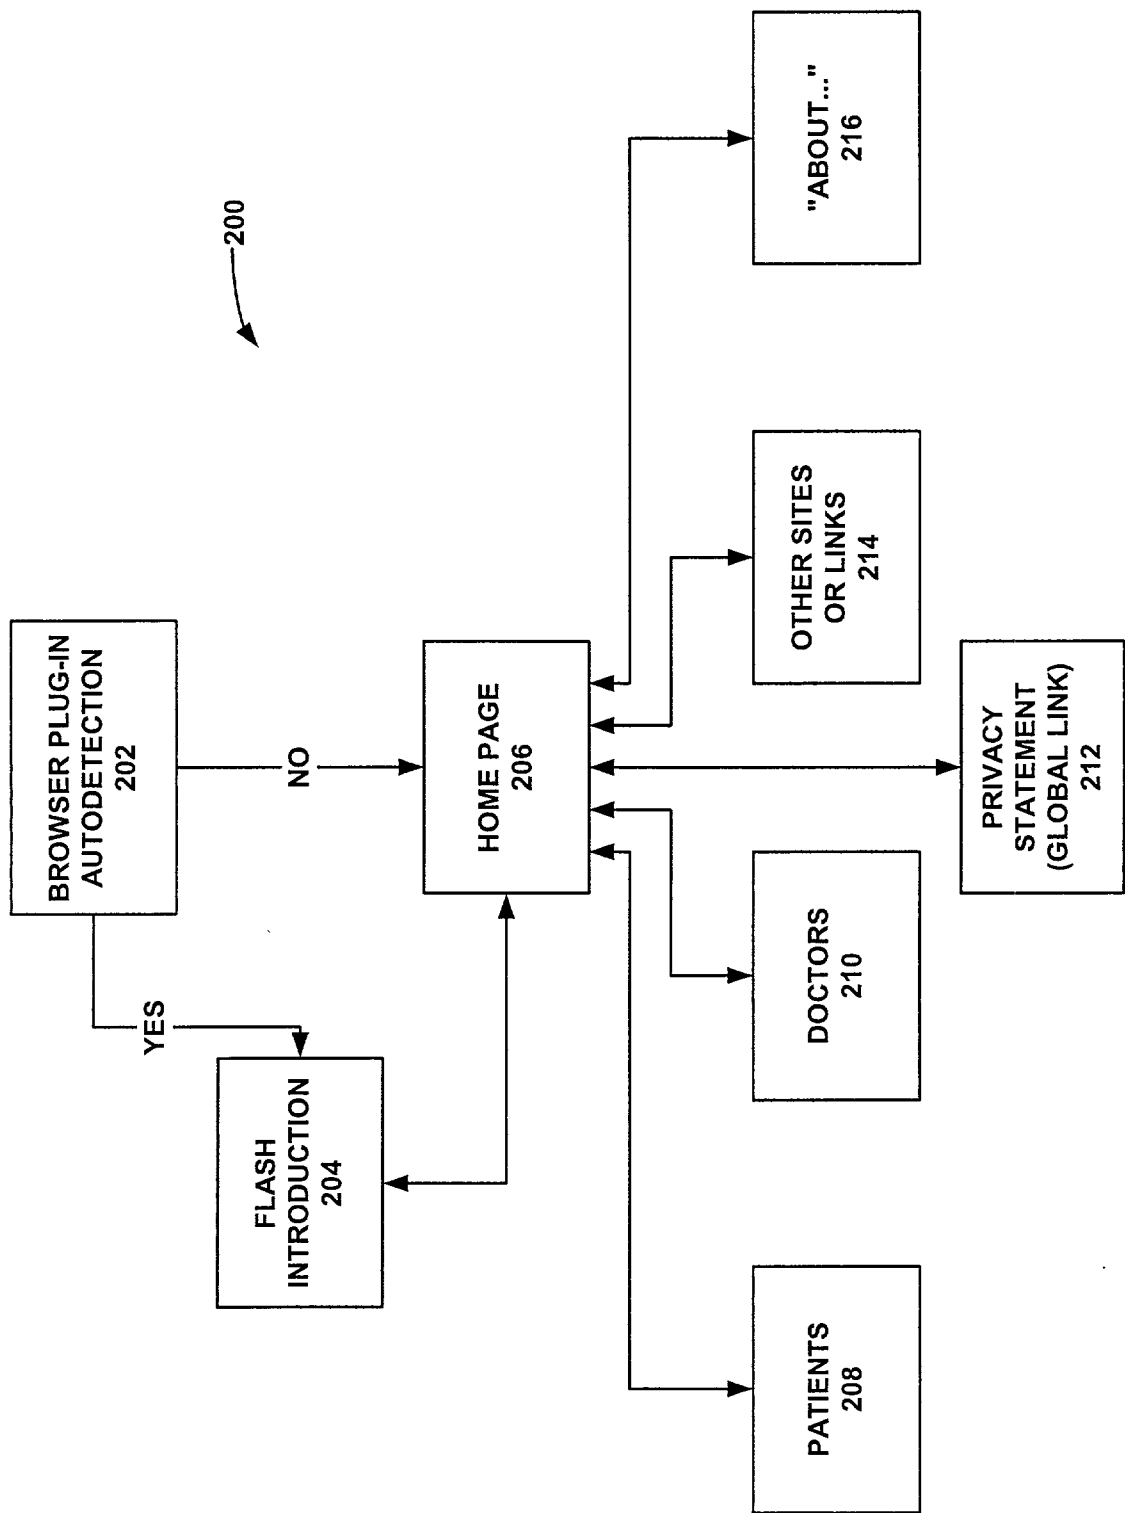 200
BROWSER PLUG-IN
AUTODETECTION
202
YES
NO
FLASH
INTRODUCTION
204
HOME PAGE
206
PATIENTS
208
DOCTORS
210
PRIVACY
STATEMENT
(GLOBAL LINK)
212
OTHER SITES
OR LINKS
214
"ABOUT..."
216